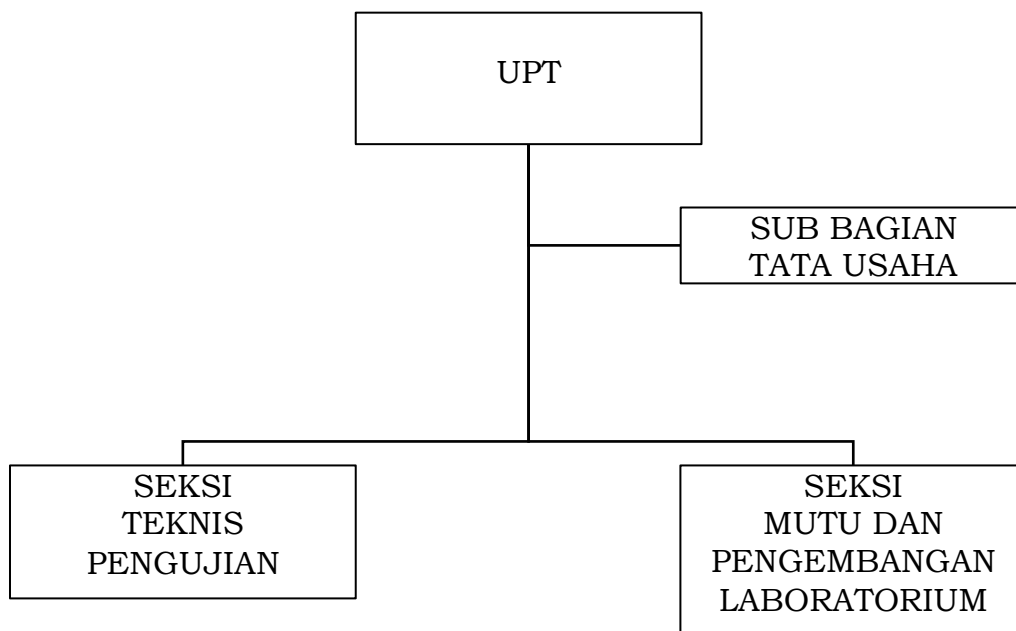 UPT
SUB BAGIAN
TATA USAHA
SEKSI
TEKNIS
PENGUJIAN
SEKSI
MUTU DAN
PENGEMBANGAN
LABORATORIUM